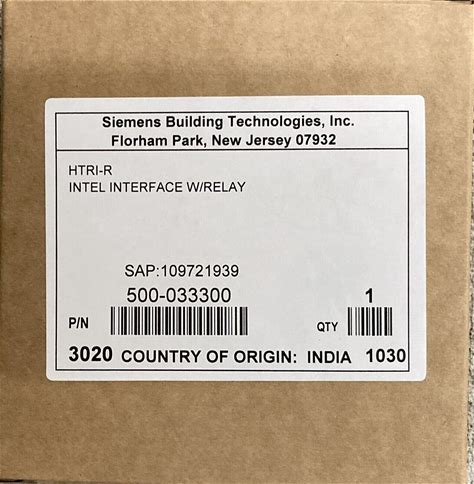 Siemens Building Technologies, Inc.
Florham Park, New Jersey 07932
HTRI-R
INTEL INTERFACE W/RELAY
SAP:109721939
500-033300 1
P/N QTY
3020 COUNTRY OF ORIGIN: INDIA 1030